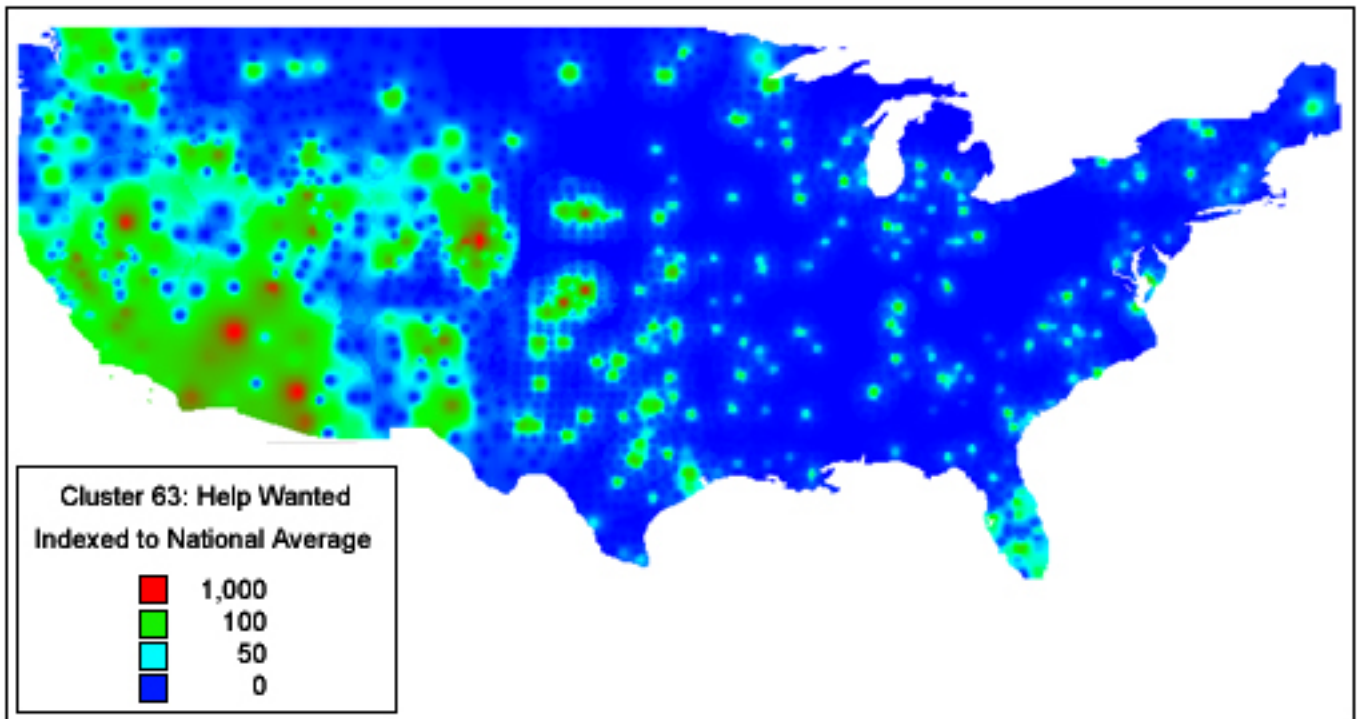 Cluster 63: Help Wanted
Indexed to National Average
1,000
100
50
0